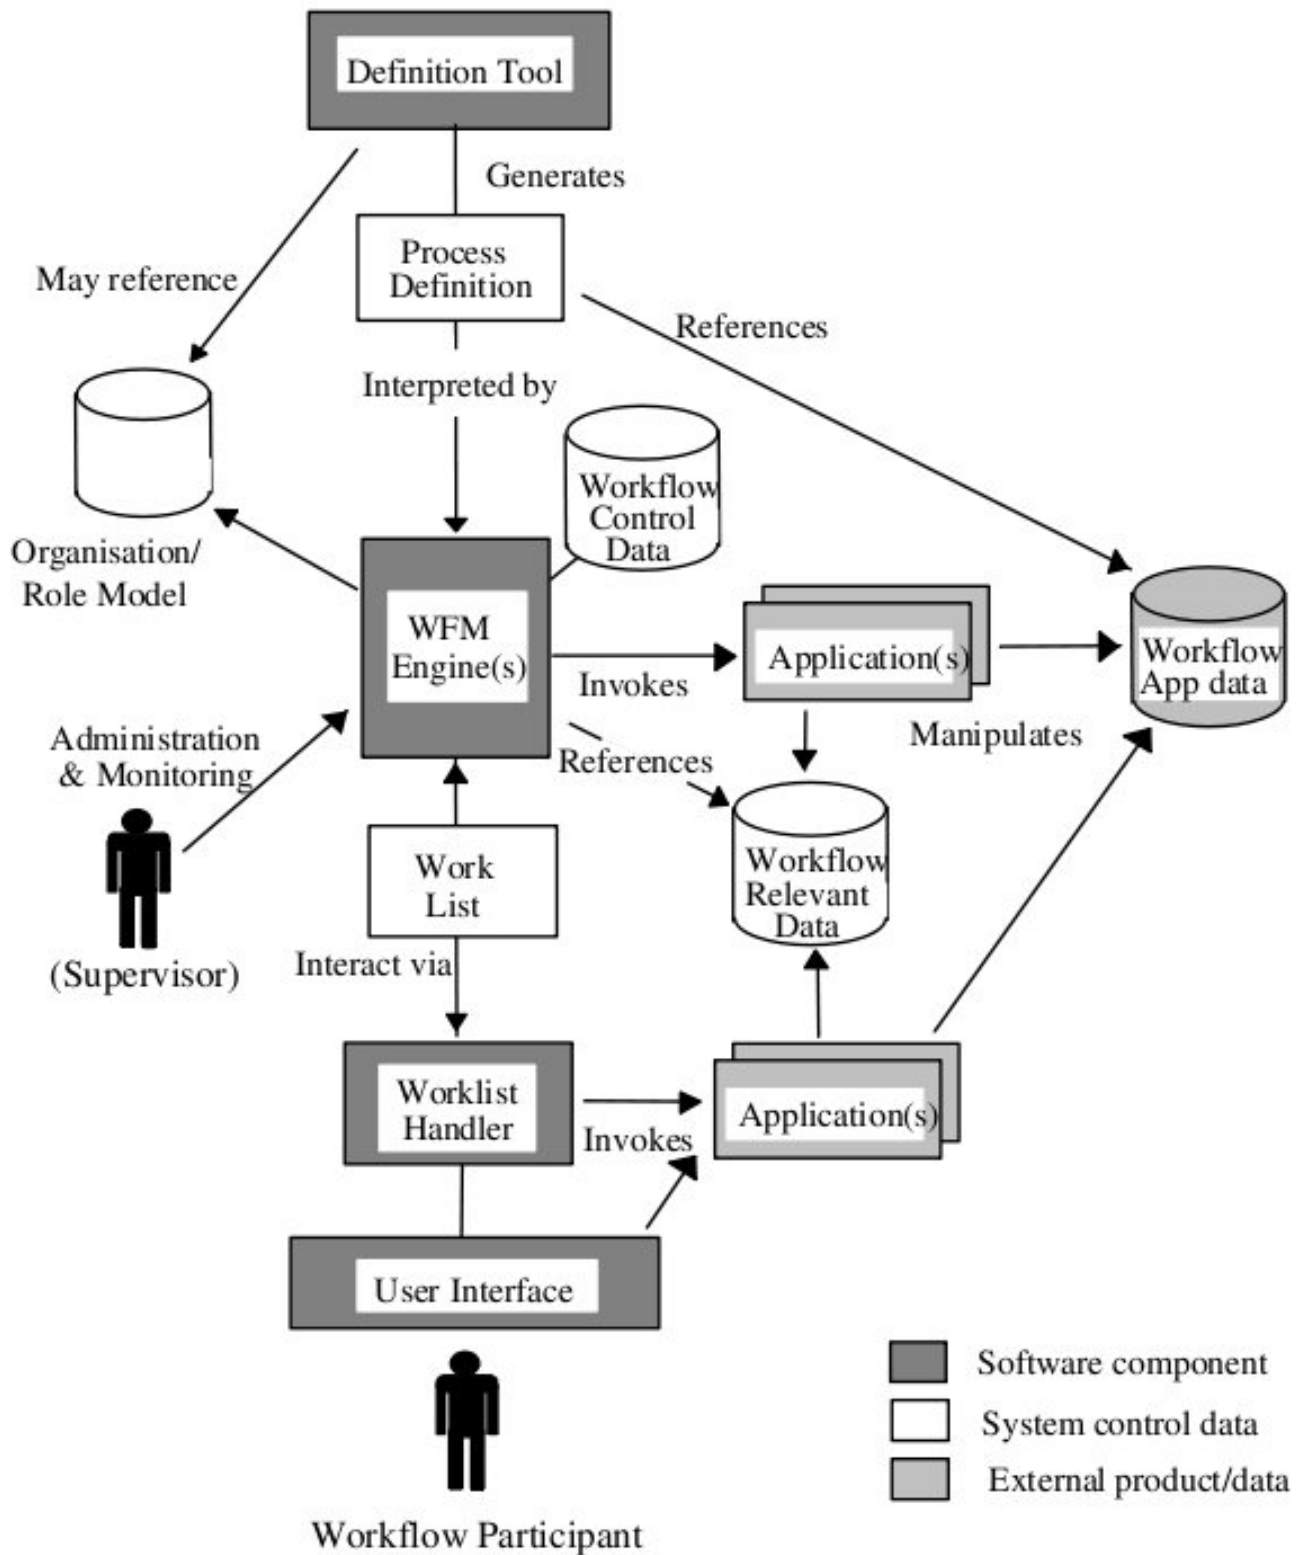 Definition Tool
Generates
Process
Definition
May reference
References
Interpreted by
Workflow
Control
Data
Organisation/
Role Model
WFM
Engine(s)
Invokes
Application(s)
Workflow
App data
Manipulates
References
Administration
& Monitoring
(Supervisor)
Work
List
Workflow
Relevant
Data
Interact via
Worklist
Handler
Invokes
Application(s)
User Interface
Workflow Participant
Software component
System control data
External product/data